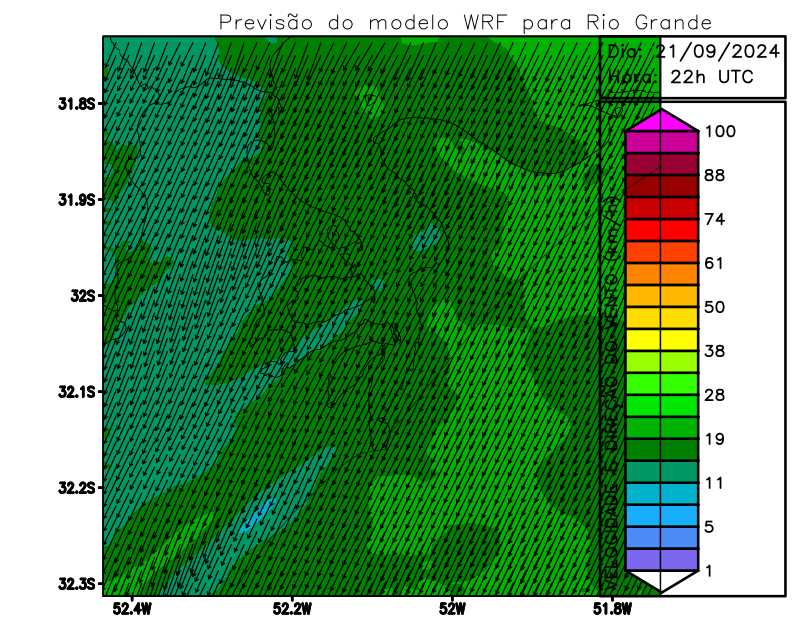 Previsão do modelo WRF para Rio Grande
Dia: 21/09/2024
Hora: 22h UTC
31.8S
31.9S
32S
32.1S
32.2S
32.3S
52.4W
52.2W
52W
51.8W
VELOCIDADE E DIREÇÃO DO VENTO (km/h)
100
88
74
61
50
38
28
19
11
5
1